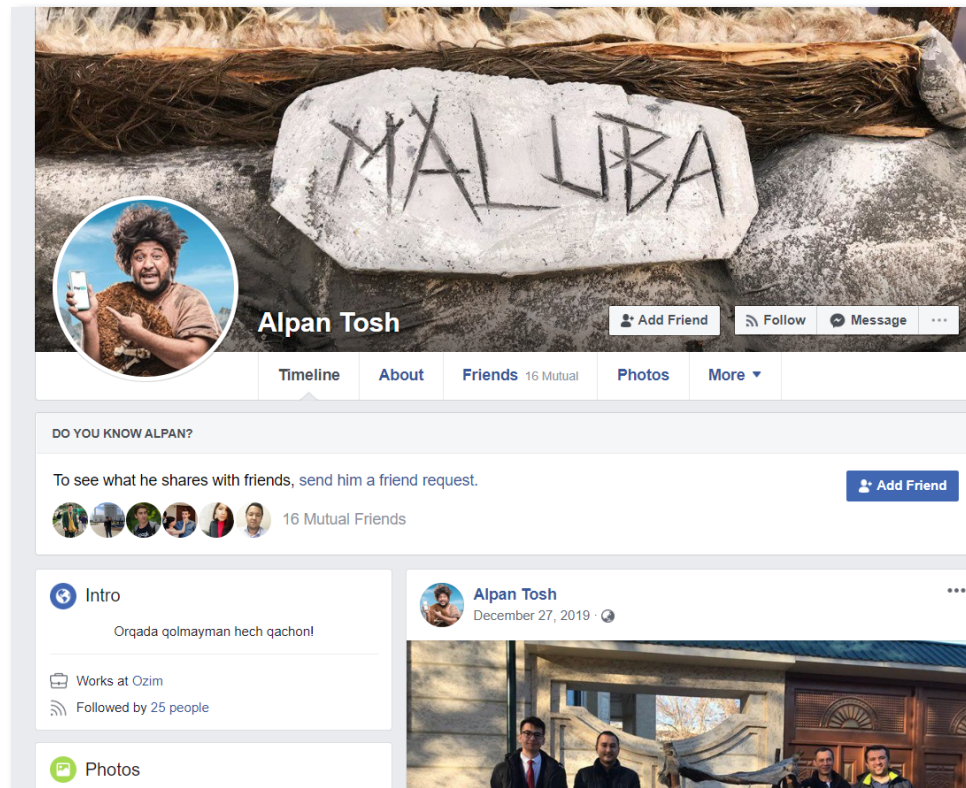 MALUBA
Alpan Tosh
Add Friend
Follow
Message
Timeline
About
Friends 16 Mutual
Photos
More
DO YOU KNOW ALPAN?
To see what he shares with friends, send him a friend request.
Add Friend
16 Mutual Friends
Intro
Orqada qolmayman hech qachon!
Works at Ozim
Followed by 25 people
Photos
Alpan Tosh
December 27, 2019 ·